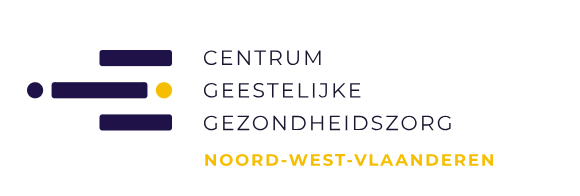 CENTRUM
GEESTELIJKE
GEZONDHEIDSZORG
NOORD-WEST-VLAANDEREN